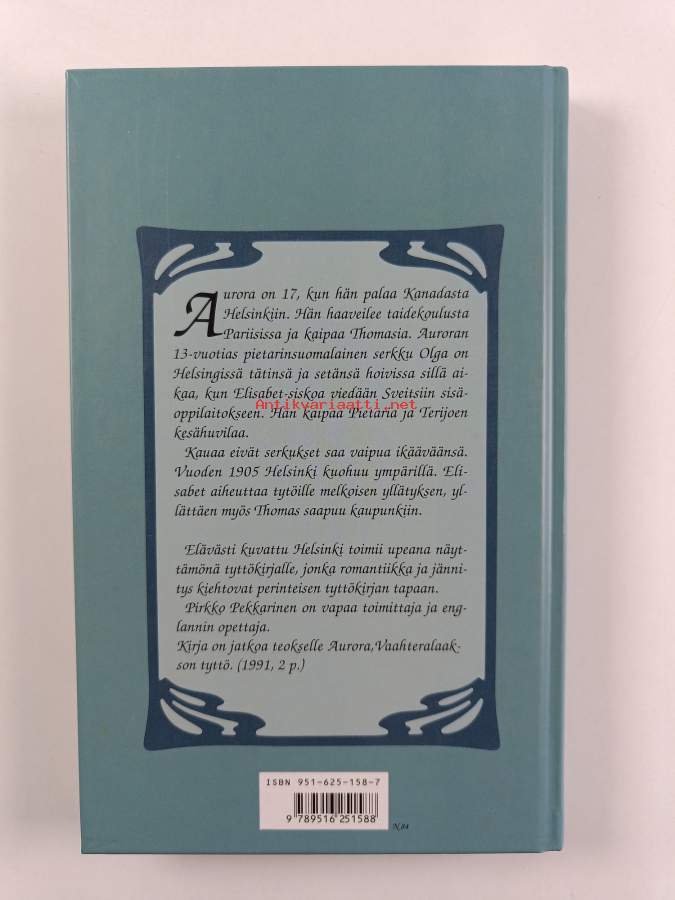 Aurora on 17, kun hän palaa Kanadasta
Helsinkiin. Hän haaveilee taidekoulusta
Pariisissa ja kaipaa Thomasia. Auroran
13-vuotias pietarinsuomalainen serkku Olga on
Helsingissä tätinsä ja setänsä hoivissa sillä ai-
kaa, kun Elisabet-siskoa viedään Sveitsiin sisä-
Antikvariaatti.net
oppilaitokseen. Hän kaipaa Pietaria ja Terijoen
kesähuvilaa.
Kauaa eivät serkukset saa vaipua ikäväänsä.
Vuoden 1905 Helsinki kuohuu ympärillä. Eli-
sabet aiheuttaa tytöille melkoisen yllätyksen, yl-
lättäen myös Thomas saapuu kaupunkiin.
Elävästi kuvattu Helsinki toimii upeana näyt-
tämönä tyttökirjalle, jonka romantiikka ja jänni-
tys kiehtovat perinteisen tyttökirjan tapaan.
Pirkko Pekkarinen on vapaa toimittaja ja eng-
lannin opettaja.
Kirja on jatkoa teokselle Aurora,Vaahteralaak-
son tyttö. (1991, 2 p.)
ISBN 951-625-158-7
9 789516 251588
N 84